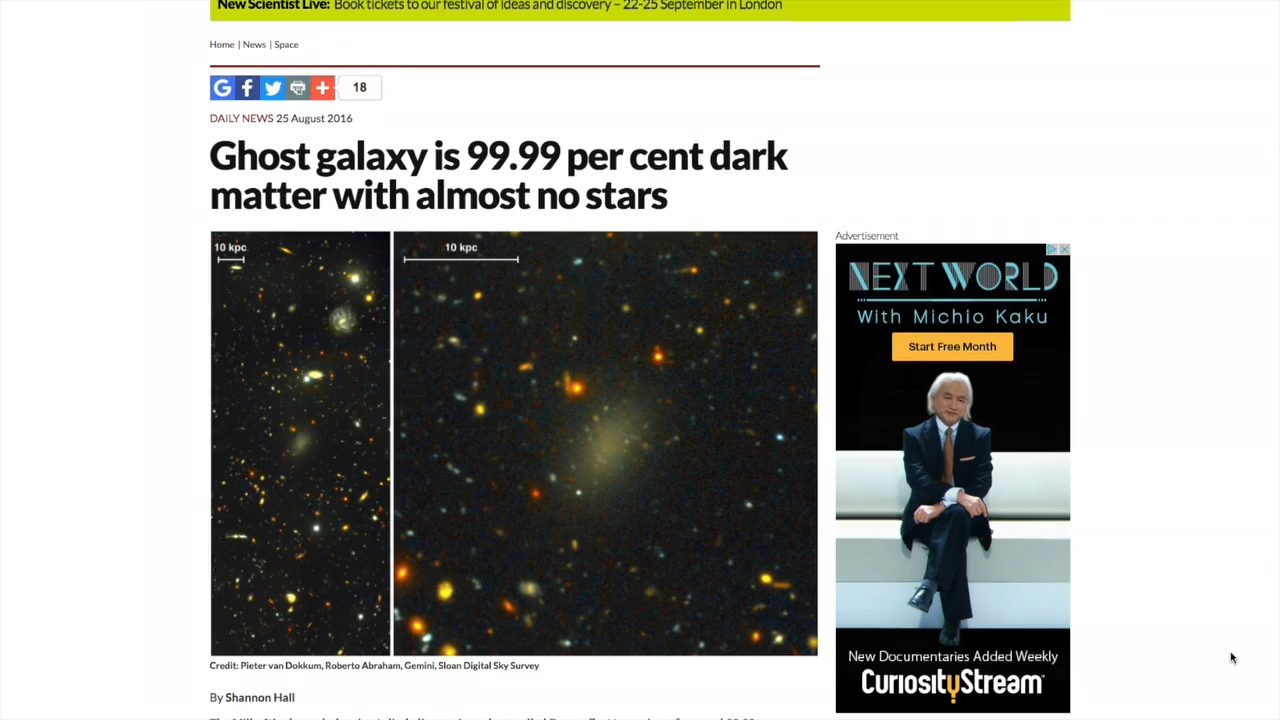 New Scientist Live: Book tickets to our festival of ideas and discovery – 22-25 September in London
Home | News | Space
18
DAILY NEWS 25 August 2016
Ghost galaxy is 99.99 per cent dark
matter with almost no stars
10 kpc
10 kpc
Credit: Pieter van Dokkum, Roberto Abraham, Gemini, Sloan Digital Sky Survey
By Shannon Hall
Advertisement
NEXT WORLD
With Michio Kaku
Start Free Month
New Documentaries Added Weekly
CuriosityStream